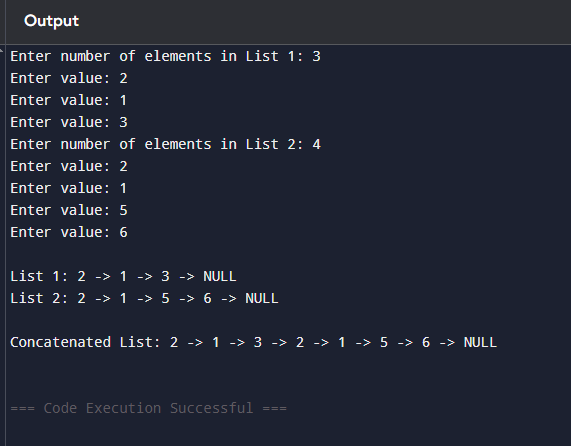 Output
Enter number of elements in List 1: 3
Enter value: 2
Enter value: 1
Enter value: 3
Enter number of elements in List 2: 4
Enter value: 2
Enter value: 1
Enter value: 5
Enter value: 6
List 1: 2 -> 1 -> 3 -> NULL
List 2: 2 -> 1 -> 5 -> 6 -> NULL
Concatenated List: 2 -> 1 -> 3 -> 2 -> 1 -> 5 -> 6 -> NULL
=== Code Execution Successful ===